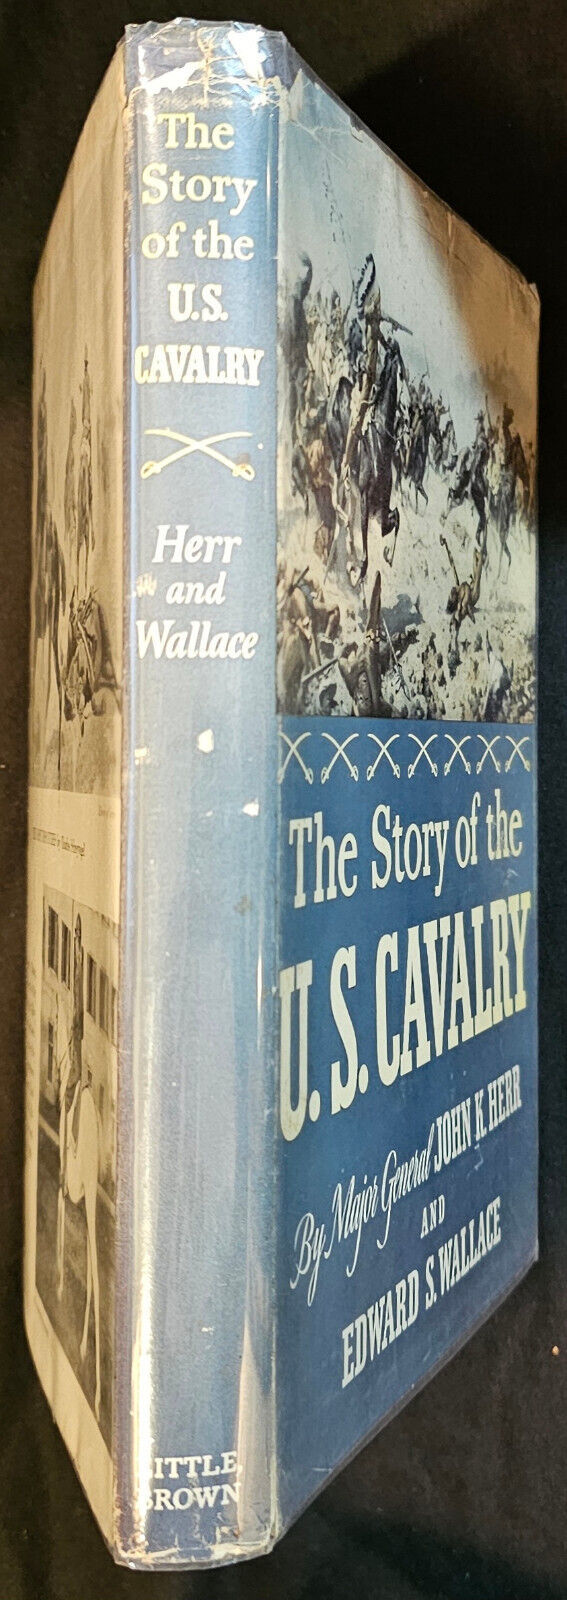 The
Story
of the
U.S.
CAVALRY
Herr
and
Wallace
LITTLE,
BROWN
The Story of the
U. S. CAVALRY
By Major General JOHN K. HERR
AND
EDWARD S. WALLACE